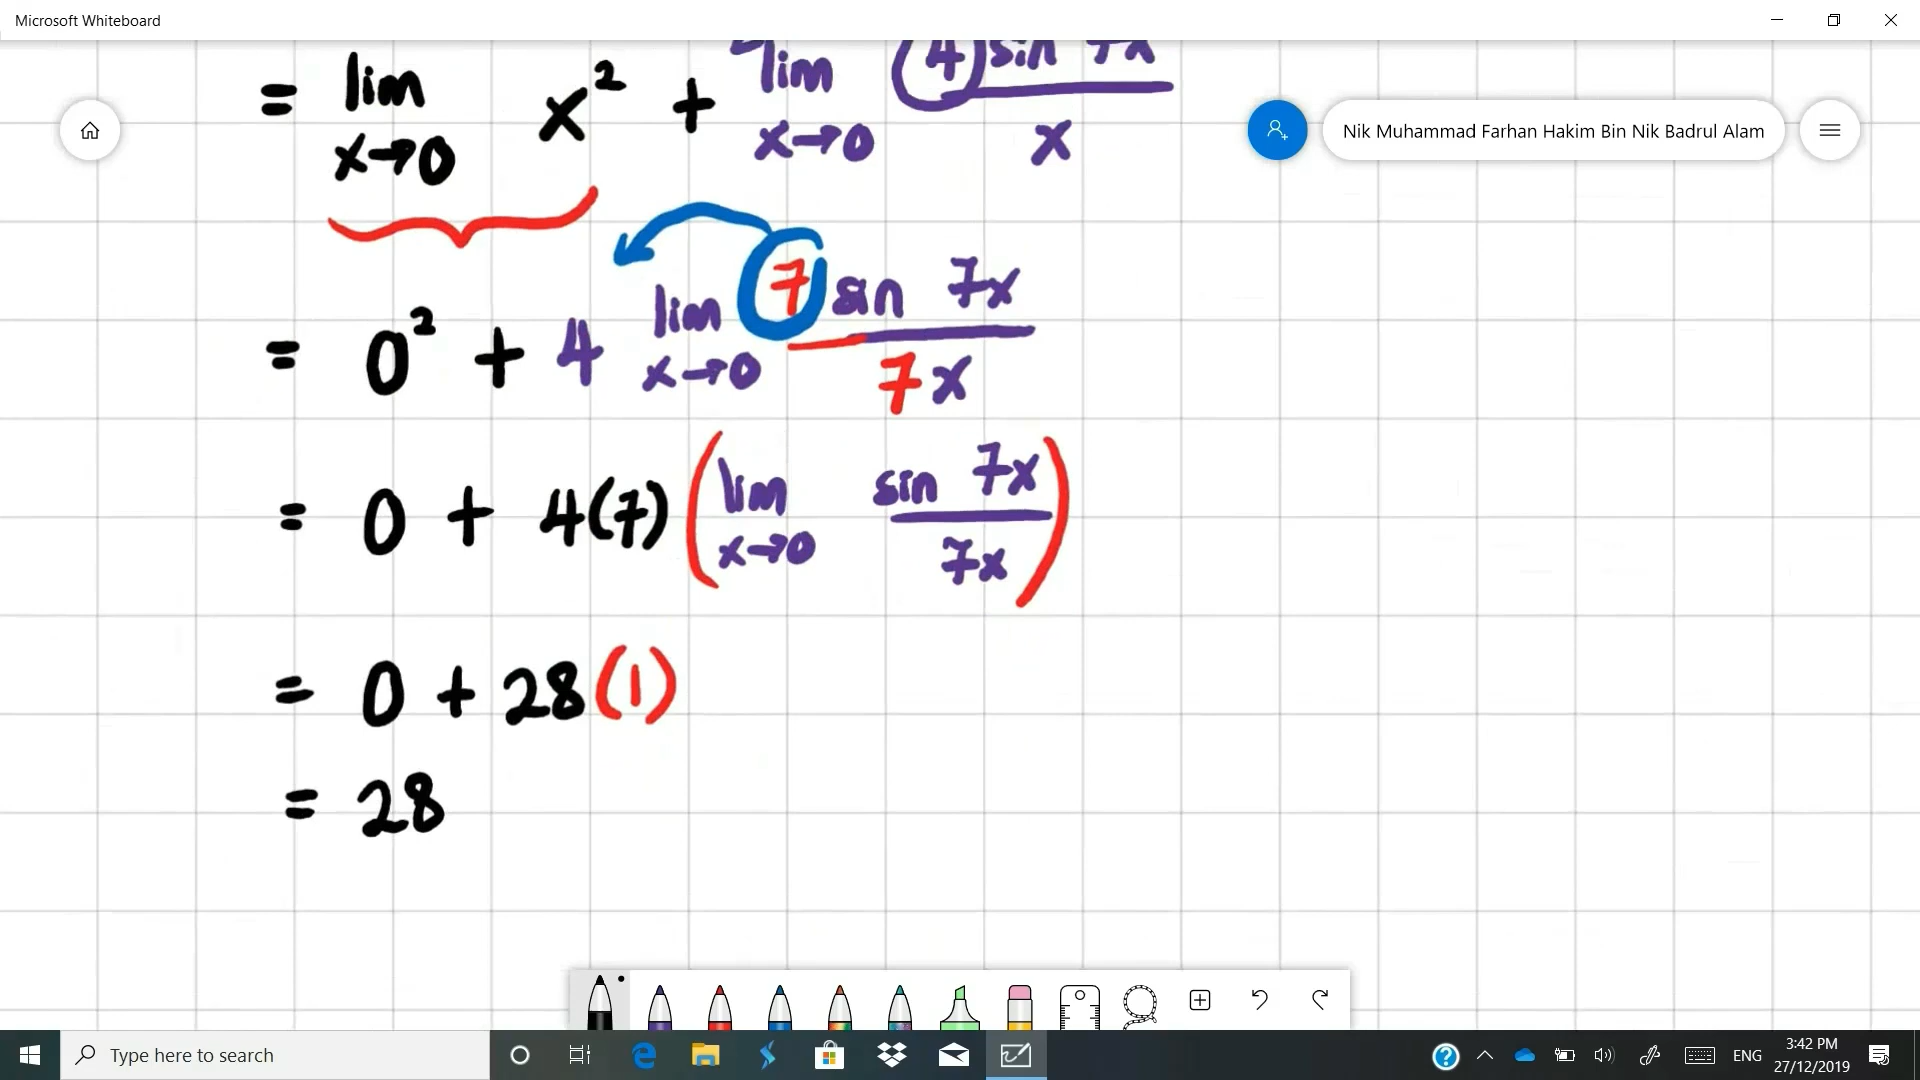 Microsoft Whiteboard
= lim x→0 x² + lim x→0 4 sin 7x / x
Nik Muhammad Farhan Hakim Bin Nik Badrul Alam
= 0² + 4 lim x→0 7 sin 7x / 7x
= 0 + 4(7) ( lim x→0 sin 7x / 7x )
= 0 + 28(1)
= 28
Type here to search
ENG
3:42 PM
27/12/2019